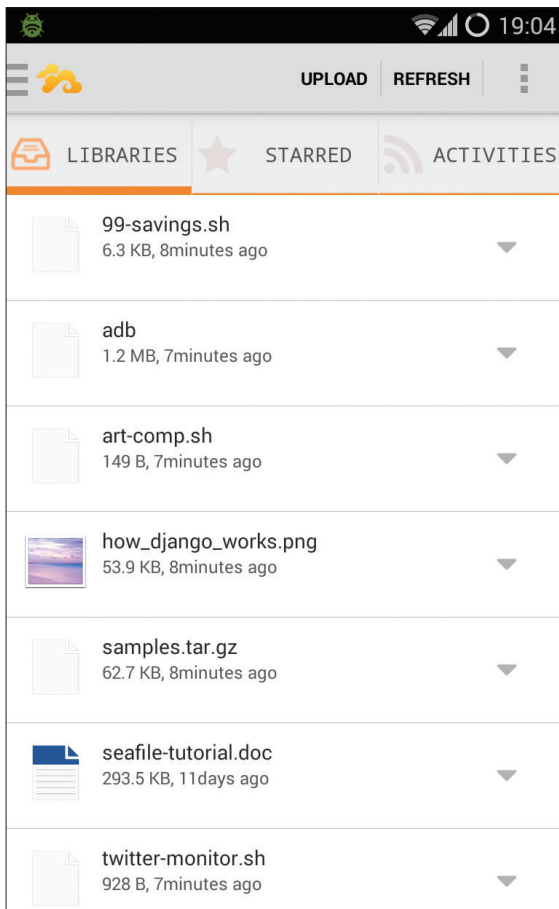 19:04
UPLOAD REFRESH
LIBRARIES STARRED ACTIVITIES
99-savings.sh
6.3 KB, 8minutes ago
adb
1.2 MB, 7minutes ago
art-comp.sh
149 B, 7minutes ago
how_django_works.png
53.9 KB, 8minutes ago
samples.tar.gz
62.7 KB, 8minutes ago
seafile-tutorial.doc
293.5 KB, 11days ago
twitter-monitor.sh
928 B, 7minutes ago